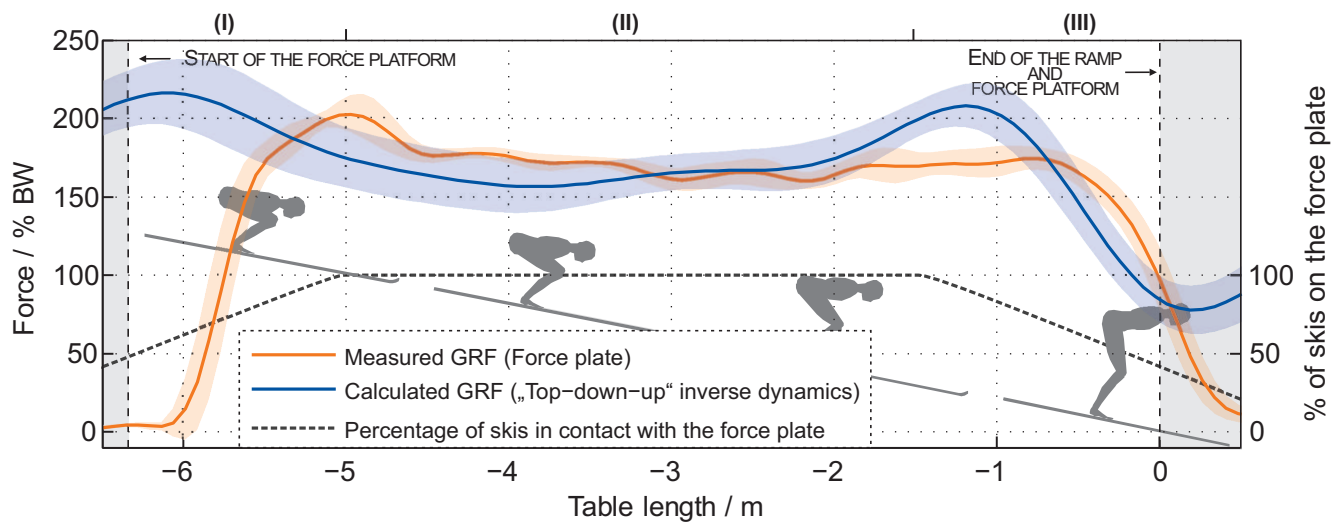 (I) (II) (III)
250
200
150
100
50
0
Force / % BW
START OF THE FORCE PLATFORM
END OF THE RAMP
AND
FORCE PLATFORM
100
50
0
% of skis on the force plate
Measured GRF (Force plate)
Calculated GRF („Top−down−up“ inverse dynamics)
Percentage of skis in contact with the force plate
−6 −5 −4 −3 −2 −1 0
Table length / m